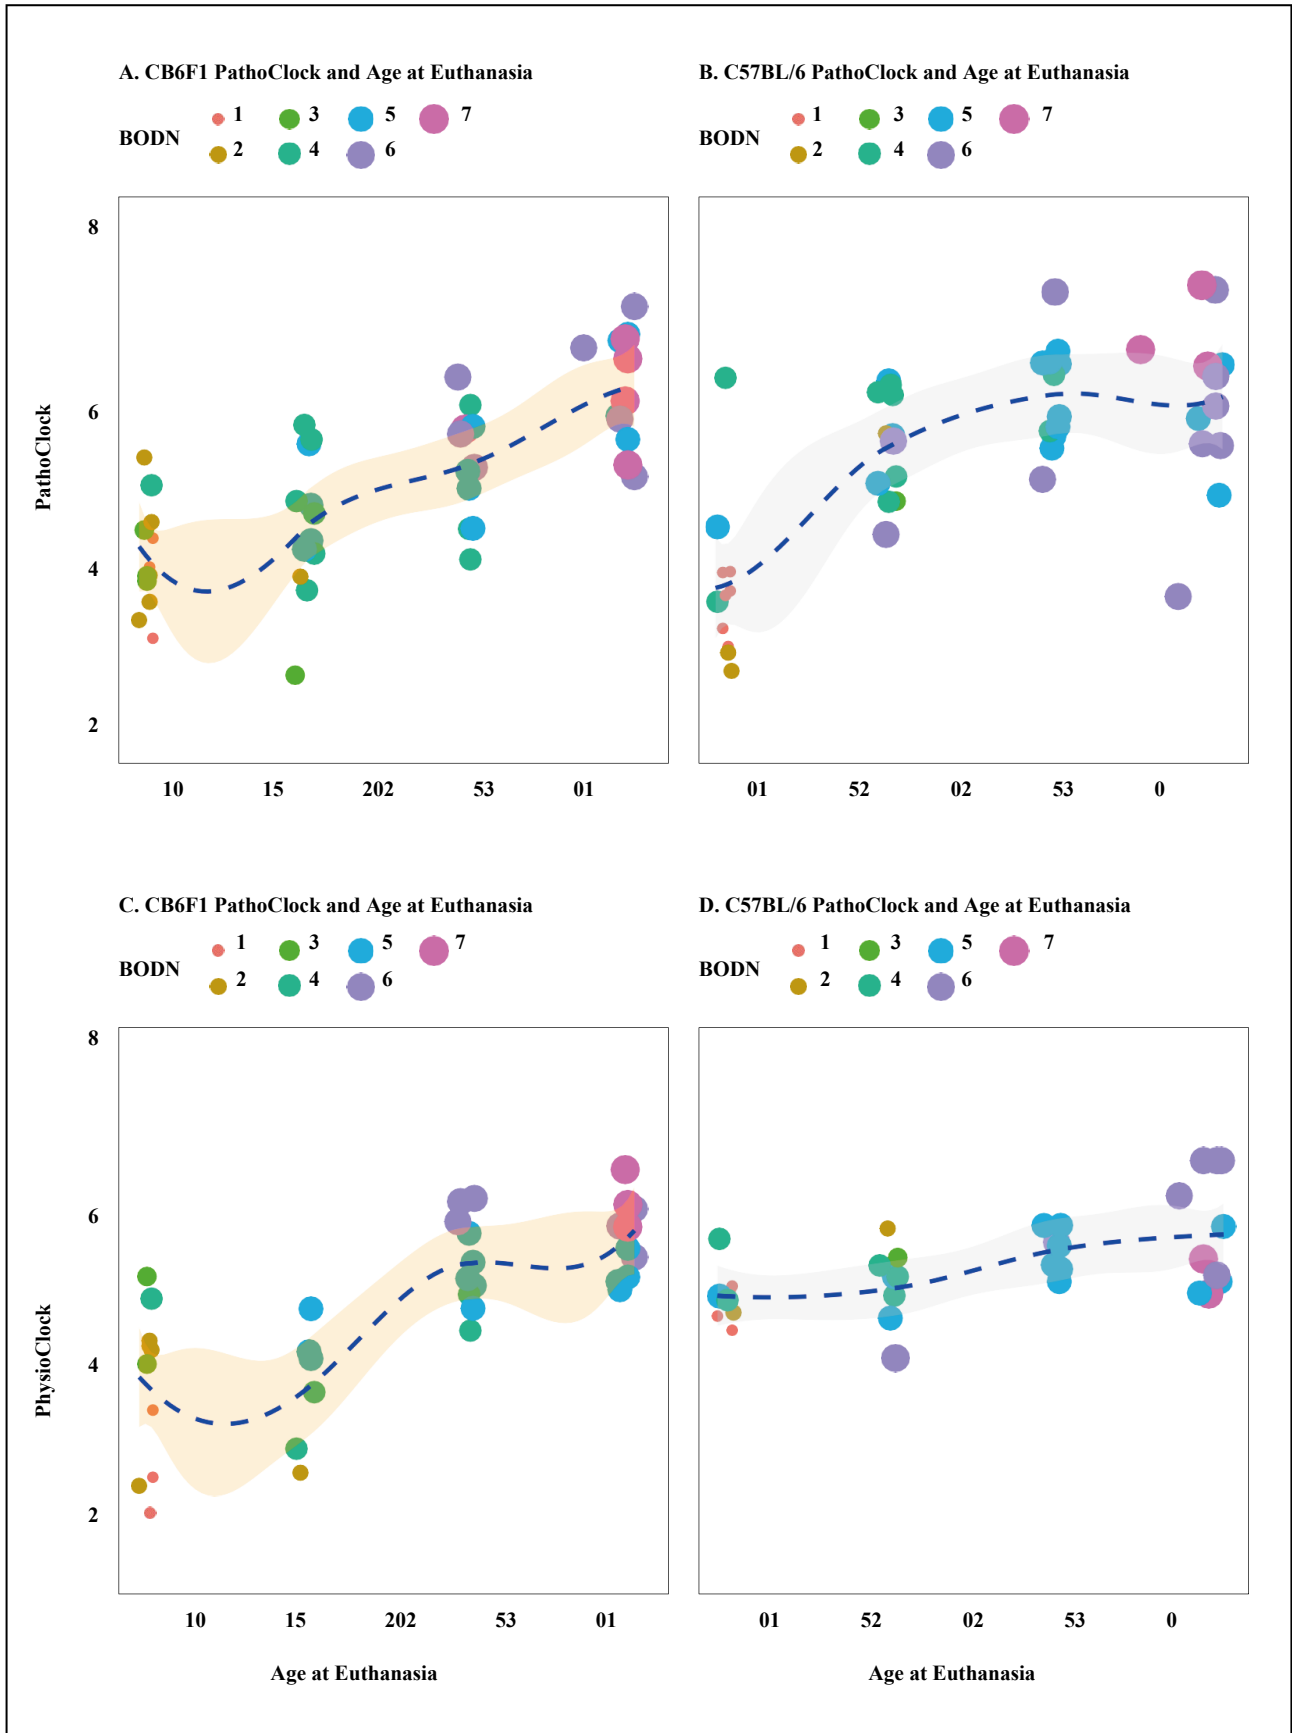 A. CB6F1 PathoClock and Age at Euthanasia
BODN 1 3 5 7
2 4 6
B. C57BL/6 PathoClock and Age at Euthanasia
BODN 1 3 5 7
2 4 6
PathoClock
8
6
4
2
10 15 202 53 01
01 52 02 53 0
C. CB6F1 PathoClock and Age at Euthanasia
BODN 1 3 5 7
2 4 6
D. C57BL/6 PathoClock and Age at Euthanasia
BODN 1 3 5 7
2 4 6
PhysioClock
8
6
4
2
10 15 202 53 01
Age at Euthanasia
01 52 02 53 0
Age at Euthanasia